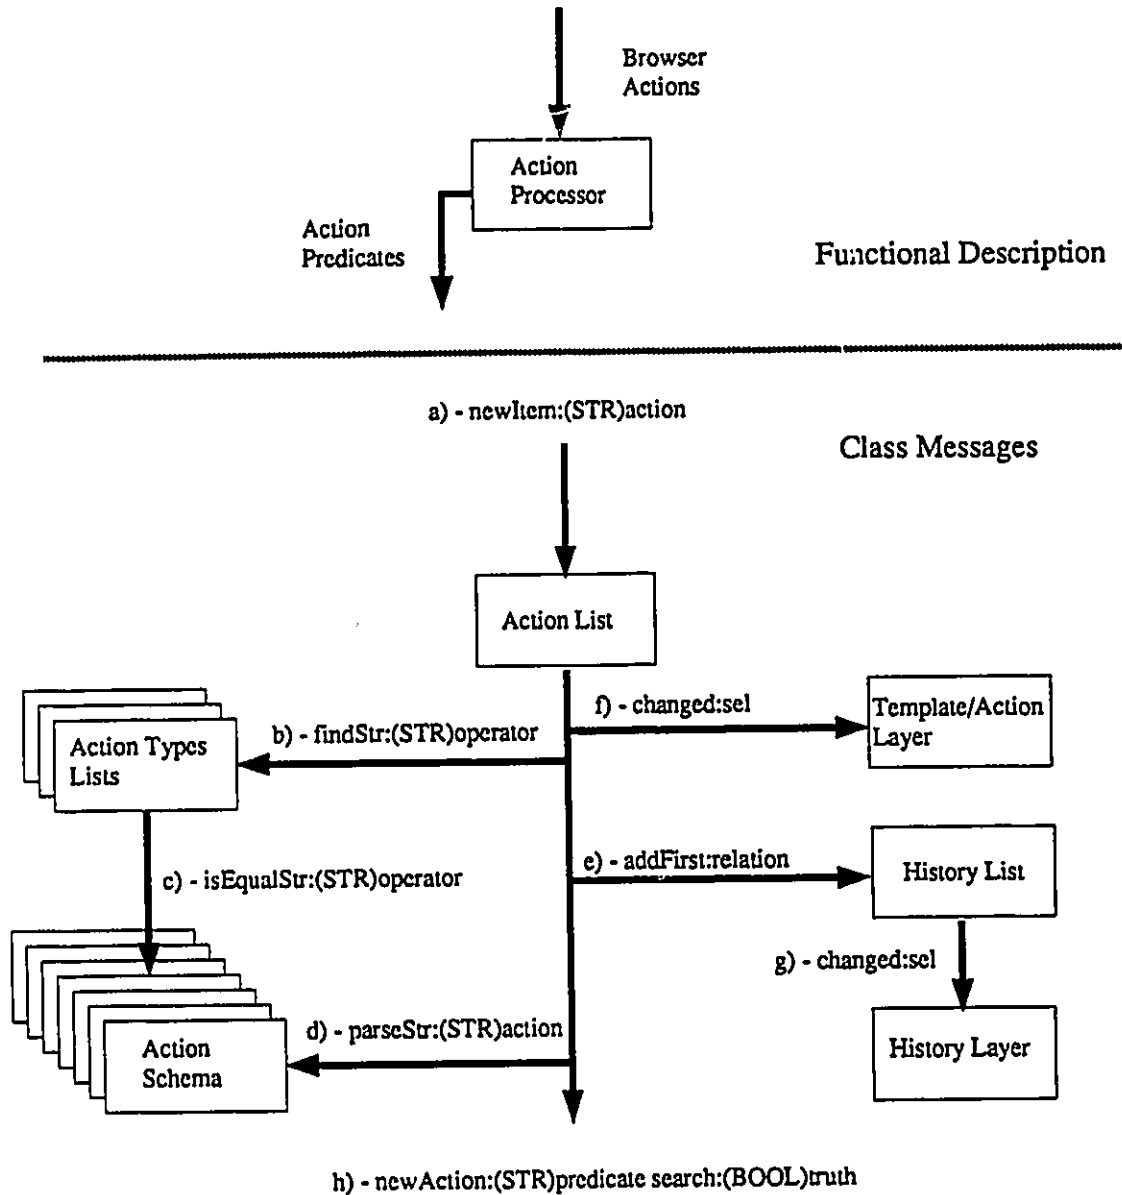 Browser
Actions
Action
Processor
Action
Predicates
Functional Description
a) - newItem:(STR)action
Class Messages
Action List
f) - changed:sel
Template/Action
Layer
b) - findStr:(STR)operator
Action Types
Lists
e) - addFirst:relation
History List
c) - isEqualStr:(STR)operator
g) - changed:sel
d) - parseStr:(STR)action
History Layer
Action
Schema
h) - newAction:(STR)predicate search:(BOOL)truth